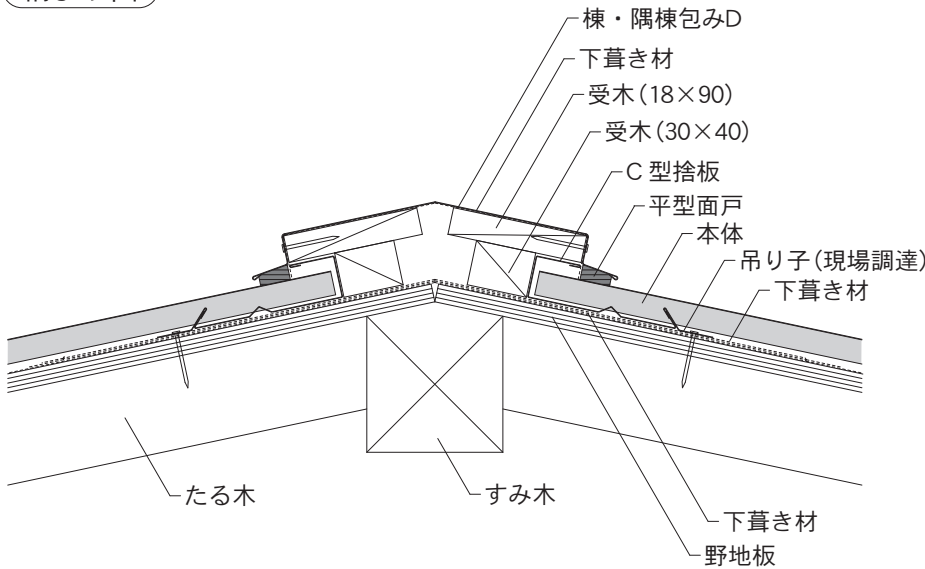 棟・隅棟包みD
下葺き材
受木(18×90)
受木(30×40)
C 型捨板
平型面戸
本体
吊り子(現場調達)
下葺き材
たる木
すみ木
下葺き材
野地板